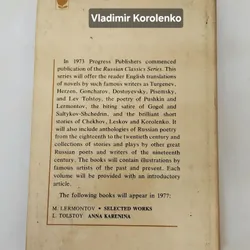 Vladimir Korolenko
In 1973 Progress Publishers commenced
publication of the Russian Classics Series. This
series will offer the reader English translations
of novels by such famous writers as Turgenev,
Herzen, Goncharov, Dostoyevsky, Pisemsky,
and Lev Tolstoy, the poetry of Pushkin and
Lermontov, the biting satire of Gogol and
Saltykov-Shchedrin, and the brilliant short
stories of Chekhov, Leskov and Korolenko. It
will also include anthologies of Russian poetry
from the eighteenth to the twentieth century and
collections of stories and plays by other great
Russian poets and writers of the nineteenth
century. The books will contain illustrations by
famous artists of the past and present. Each
volume will be provided with an introductory
article.
The following books will appear in 1977:
M. LERMONTOV • SELECTED WORKS
L. TOLSTOY ANNA KARENINA